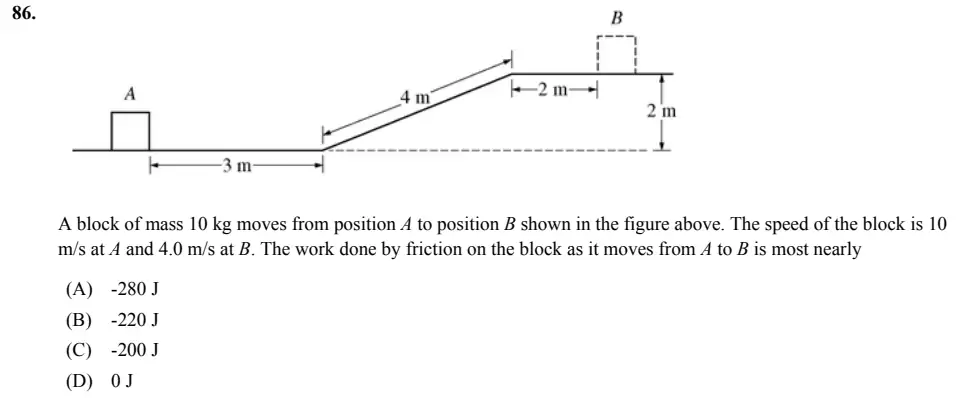 86.
B
A
4 m
2 m
2 m
3 m
A block of mass 10 kg moves from position A to position B shown in the figure above. The speed of the block is 10
m/s at A and 4.0 m/s at B. The work done by friction on the block as it moves from A to B is most nearly
(A) -280 J
(B) -220 J
(C) -200 J
(D) 0 J